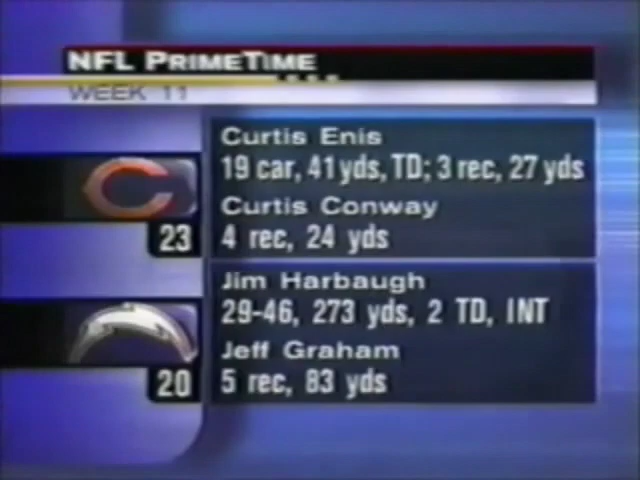 NFL PRIMETIME
WEEK 11
Curtis Enis
19 car, 41 yds, TD; 3 rec, 27 yds
Curtis Conway
23
4 rec, 24 yds
Jim Harbaugh
29-46, 273 yds, 2 TD, INT
Jeff Graham
20
5 rec, 83 yds